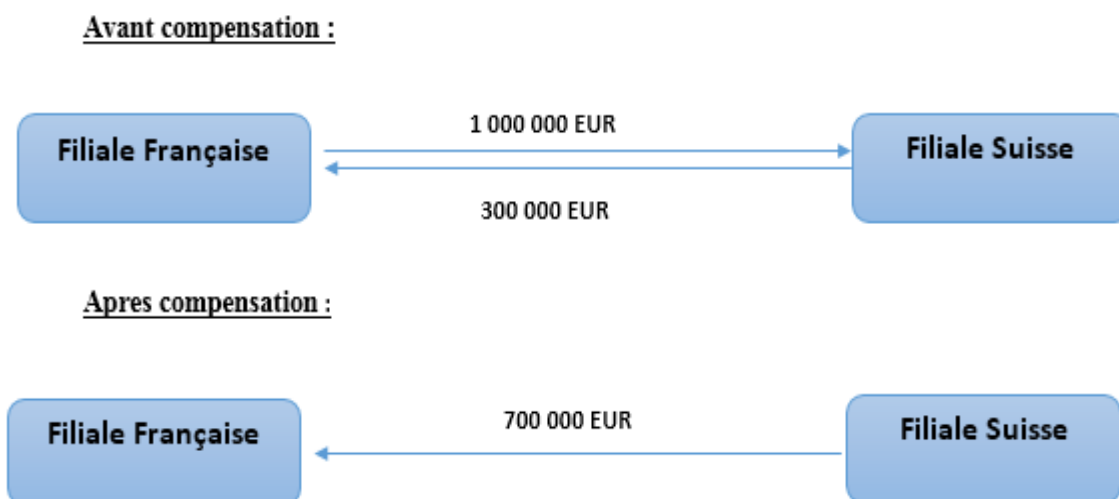 Avant compensation :
1 000 000 EUR
Filiale Française
Filiale Suisse
300 000 EUR
Apres compensation :
700 000 EUR
Filiale Française
Filiale Suisse